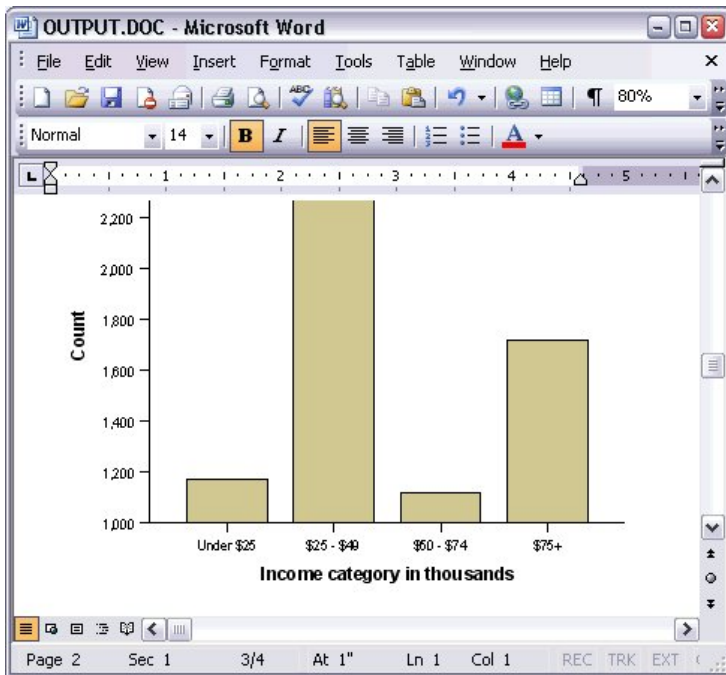 OUTPUT.DOC - Microsoft Word
File Edit View Insert Format Tools Table Window Help
80%
Normal 14 B I A
L 1 2 3 4 5
2,200
2,000
1,800
1,600
1,400
1,200
1,000
Count
Under $25 $25 - $49 $50 - $74 $75+
Income category in thousands
Page 2 Sec 1 3/4 At 1" Ln 1 Col 1 REC TRK EXT